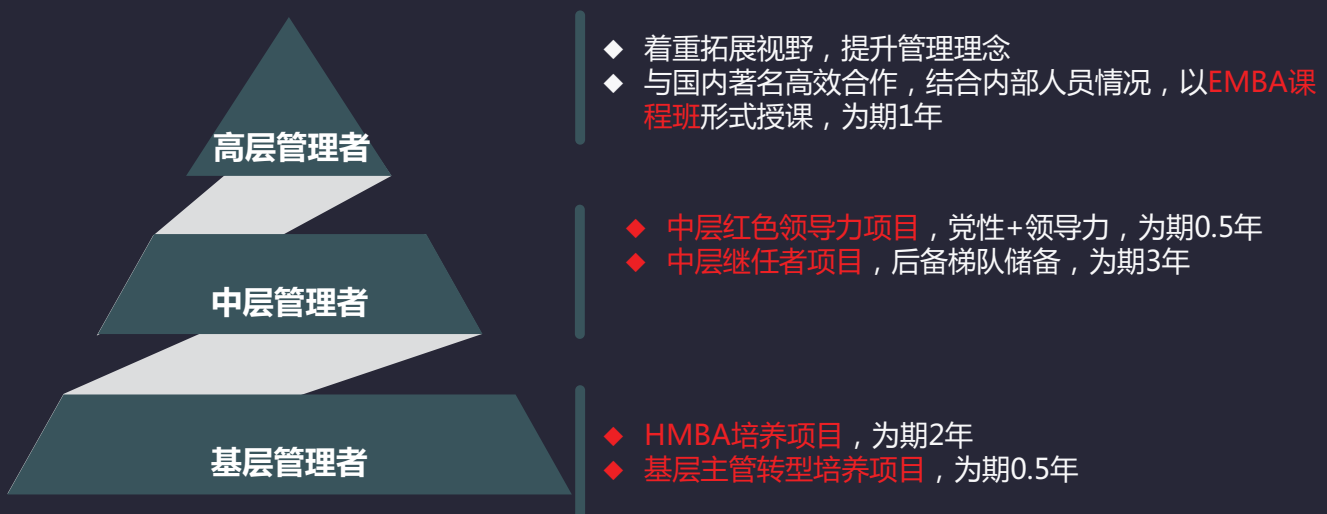 高层管理者
◆ 着重拓展视野，提升管理理念
◆ 与国内著名高效合作，结合内部人员情况，以EMBA课
程班形式授课，为期1年
中层管理者
◆ 中层红色领导力项目，党性+领导力，为期0.5年
◆ 中层继任者项目，后备梯队储备，为期3年
基层管理者
◆ HMBA培养项目，为期2年
◆ 基层主管转型培养项目，为期0.5年